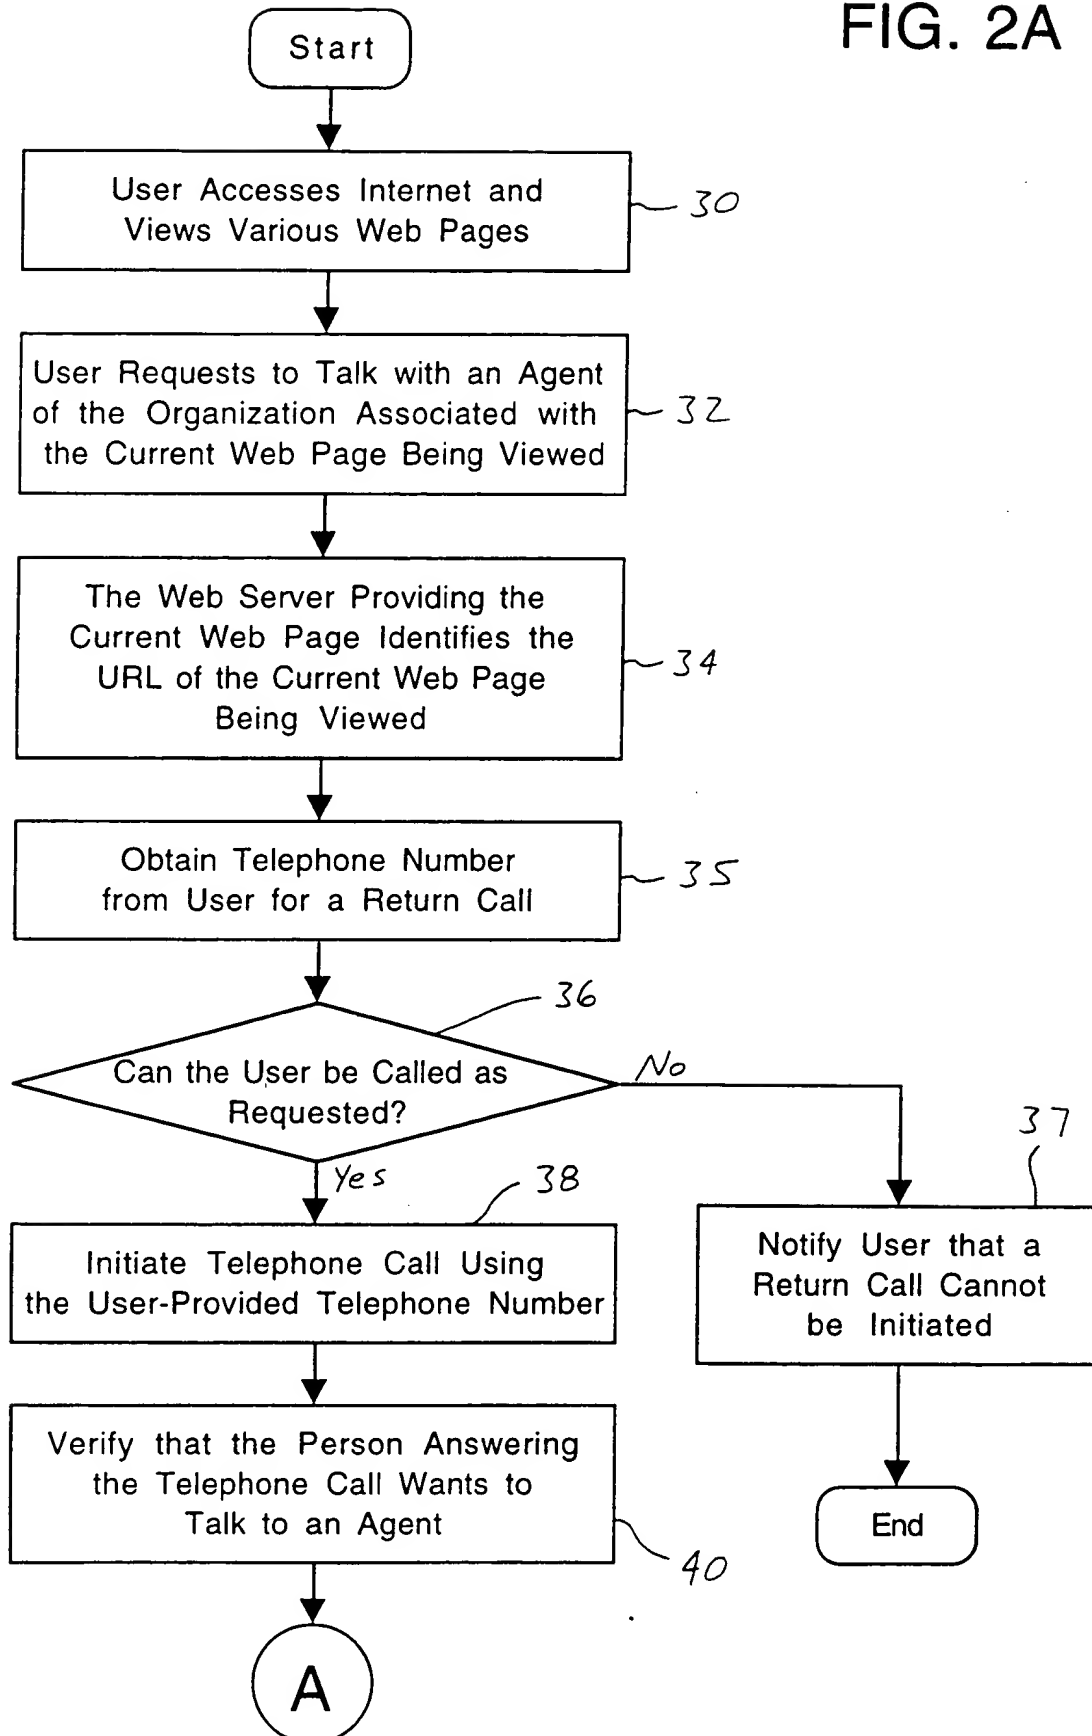 FIG. 2A
Start
User Accesses Internet and
Views Various Web Pages
30
User Requests to Talk with an Agent
of the Organization Associated with
the Current Web Page Being Viewed
32
The Web Server Providing the
Current Web Page Identifies the
URL of the Current Web Page
Being Viewed
34
Obtain Telephone Number
from User for a Return Call
35
36
Can the User be Called as
Requested?
No
Yes
37
38
Initiate Telephone Call Using
the User-Provided Telephone Number
Notify User that a
Return Call Cannot
be Initiated
Verify that the Person Answering
the Telephone Call Wants to
Talk to an Agent
40
End
A